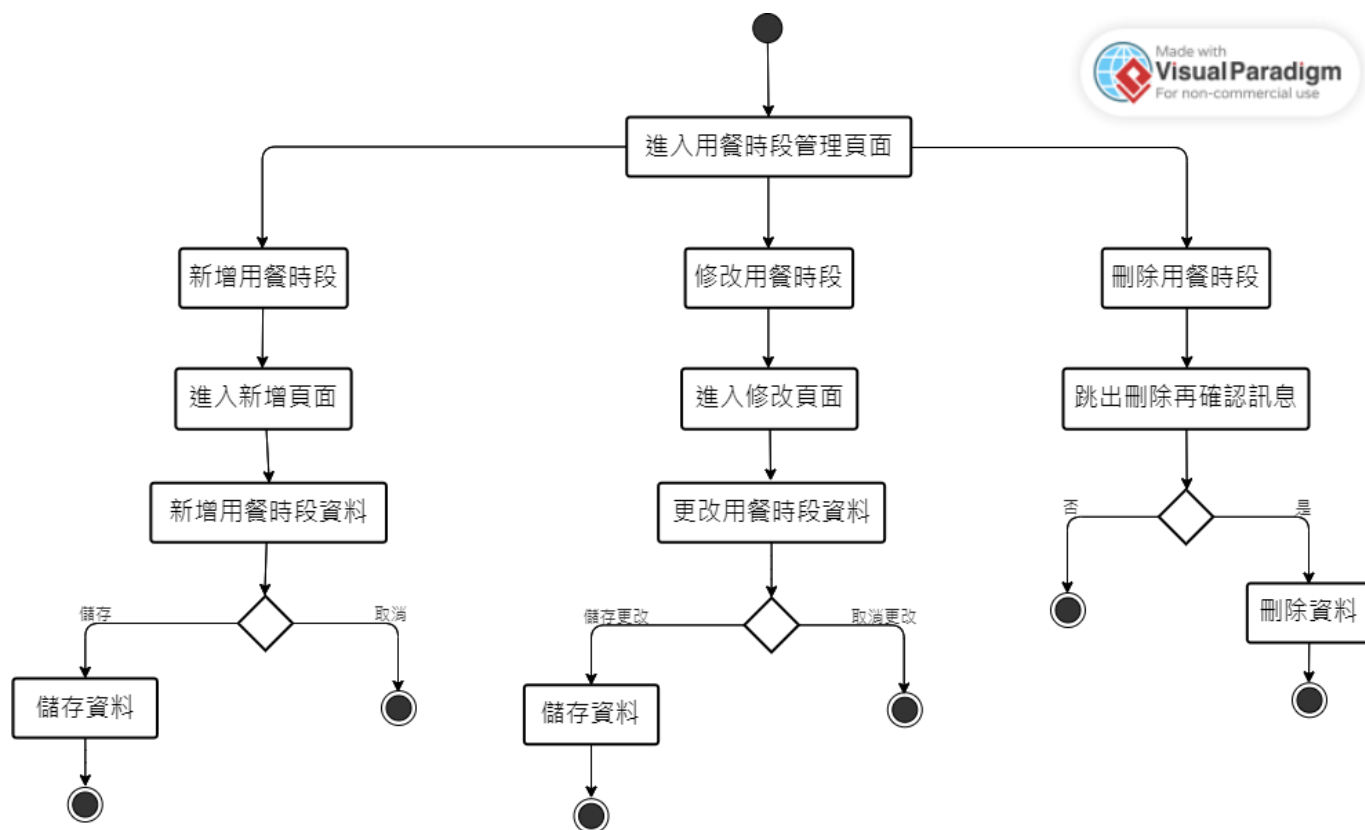 Made with
Visual Paradigm
For non-commercial use
進入用餐時段管理頁面
新增用餐時段
修改用餐時段
刪除用餐時段
進入新增頁面
進入修改頁面
跳出刪除再確認訊息
新增用餐時段資料
更改用餐時段資料
否
是
儲存
取消
儲存更改
取消更改
刪除資料
儲存資料
儲存資料